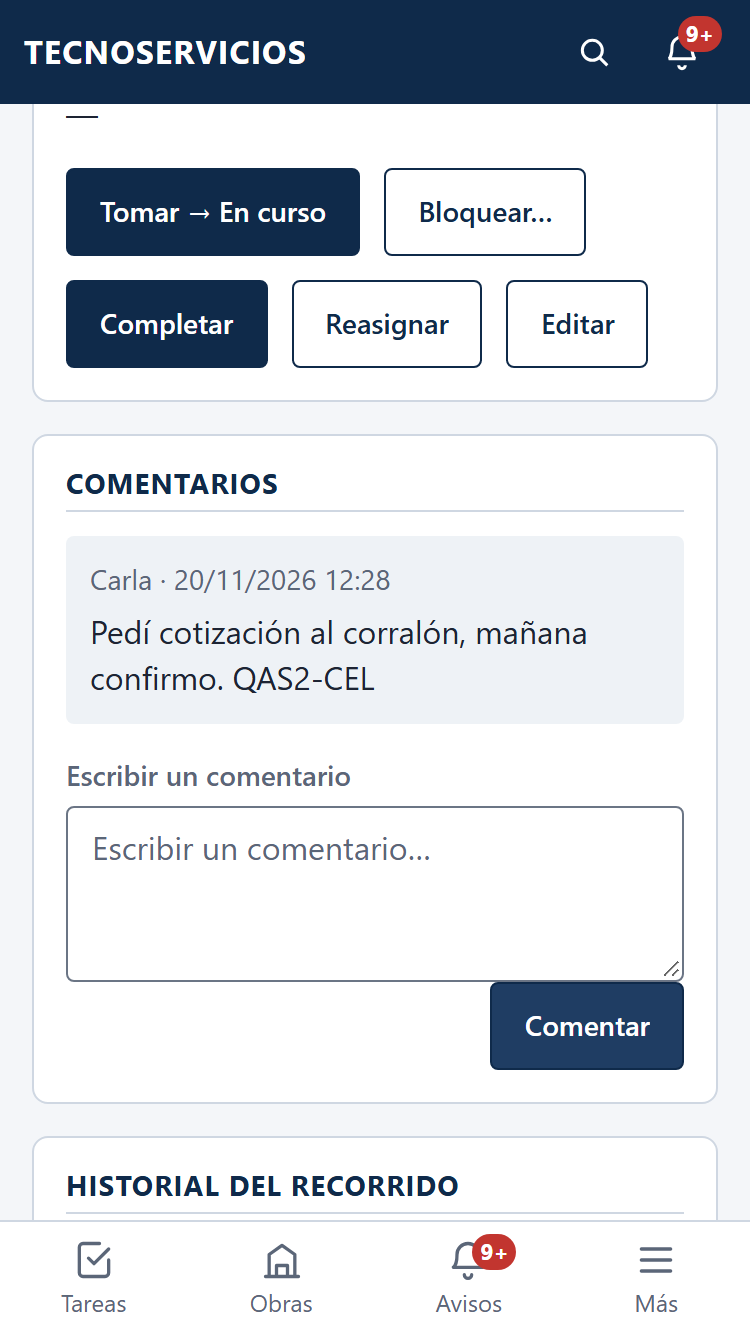 TECNOSERVICIOS
9+
—
Tomar → En curso
Bloquear...
Completar
Reasignar
Editar
COMENTARIOS
Carla · 20/11/2026 12:28
Pedí cotización al corralón, mañana
confirmo. QAS2-CEL
Escribir un comentario
Escribir un comentario...
Comentar
HISTORIAL DEL RECORRIDO
9+
Tareas
Obras
Avisos
Más